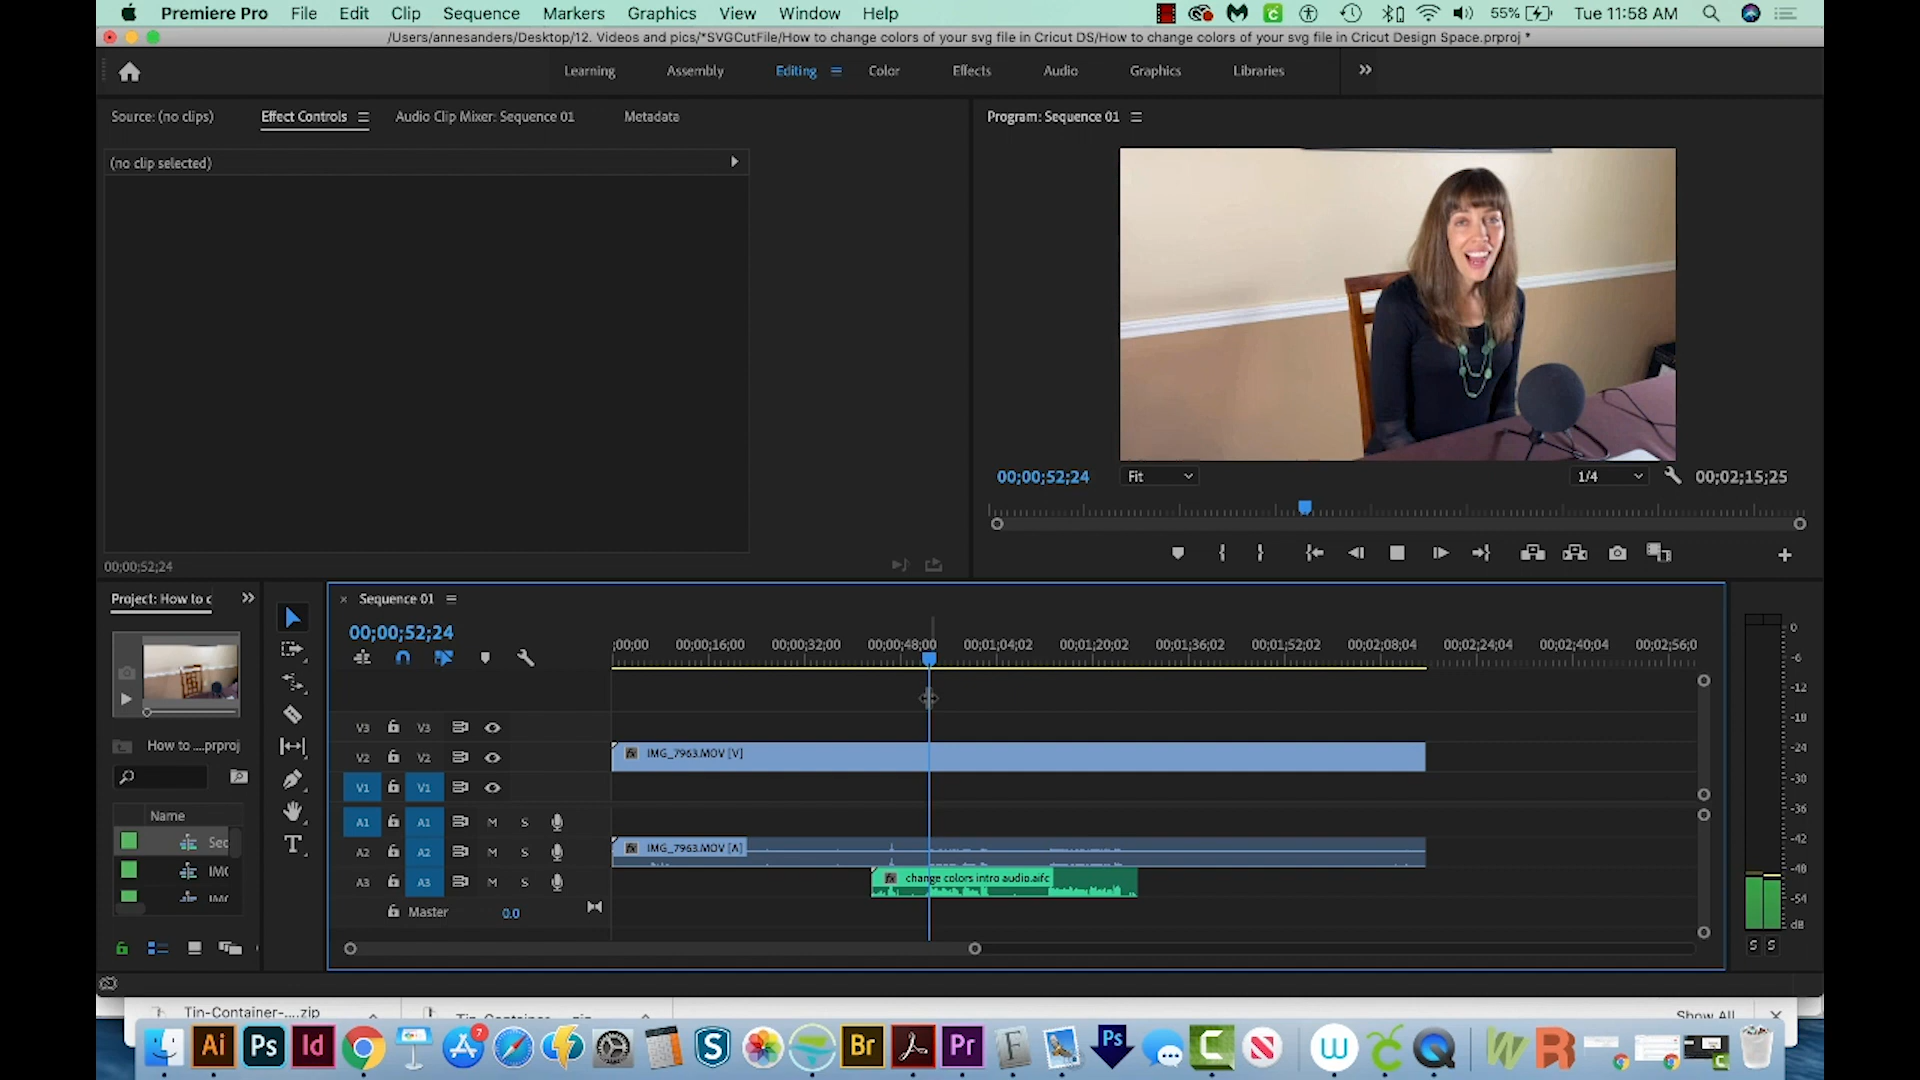 Premiere Pro File Edit Clip Sequence Markers Graphics View Window Help 55% Tue 11:58 AM
/Users/annesanders/Desktop/12. Videos and pics/*SVGCutFile/How to change colors of your svg file in Cricut DS/How to change colors of your svg file in Cricut Design Space.prproj *
Learning Assembly Editing Color Effects Audio Graphics Libraries
Source: (no clips) Effect Controls Audio Clip Mixer: Sequence 01 Metadata
Program: Sequence 01
(no clip selected)
00;00;52;24 Fit 1/4 00;02;15;25
00;00;52;24
Project: How to c
Sequence 01
00;00;52;24
;00;00 00;00;16;00 00;00;32;00 00;00;48;00 00;01;04;02 00;01;20;02 00;01;36;02 00;01;52;02 00;02;08;04 00;02;24;04 00;02;40;04 00;02;56;0
V3 V3
V2 V2 IMG_7963.MOV [V]
V1 V1
A1 A1 M S
A2 A2 M S IMG_7963.MOV [A]
A3 A3 M S change colors intro audio.aifc
Master 0.0
How to ....prproj
Name
Sec
IMG
T
0
-6
-12
-18
-24
-30
-36
-42
-48
-54
dB
S S
Tin-Container-....zip
Show All
Ai Ps Id 7 S Br Pr Ps